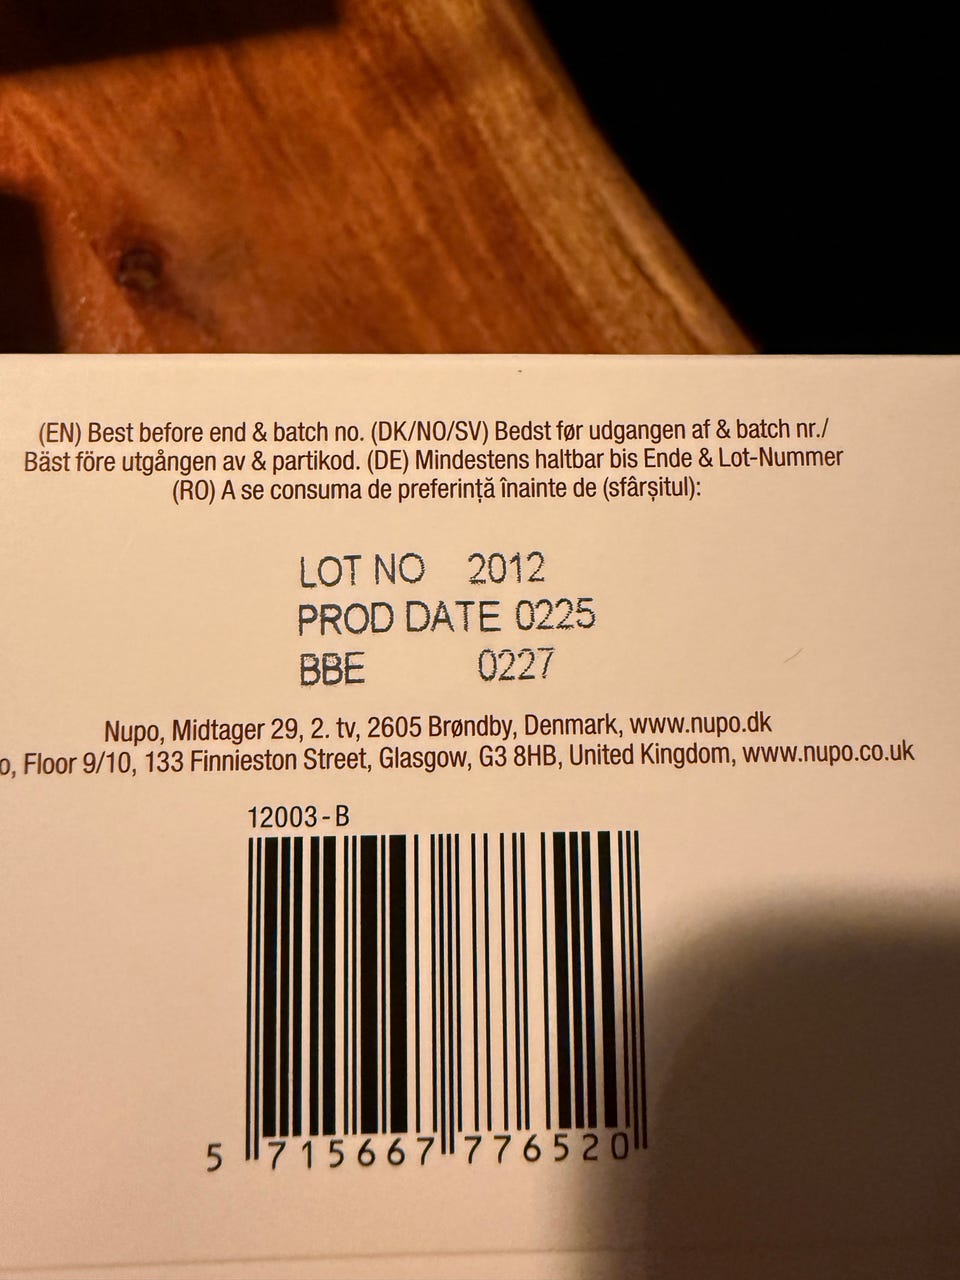 (EN) Best before end & batch no. (DK/NO/SV) Bedst før udgangen af & batch nr./
Bäst före utgången av & partikod. (DE) Mindestens haltbar bis Ende & Lot-Nummer
(RO) A se consuma de preferință înainte de (sfârșitul):
LOT NO 2012
PROD DATE 0225
BBE 0227
Nupo, Midtager 29, 2. tv, 2605 Brøndby, Denmark, www.nupo.dk
o, Floor 9/10, 133 Finnieston Street, Glasgow, G3 8HB, United Kingdom, www.nupo.co.uk
12003-B
5 715667 776520